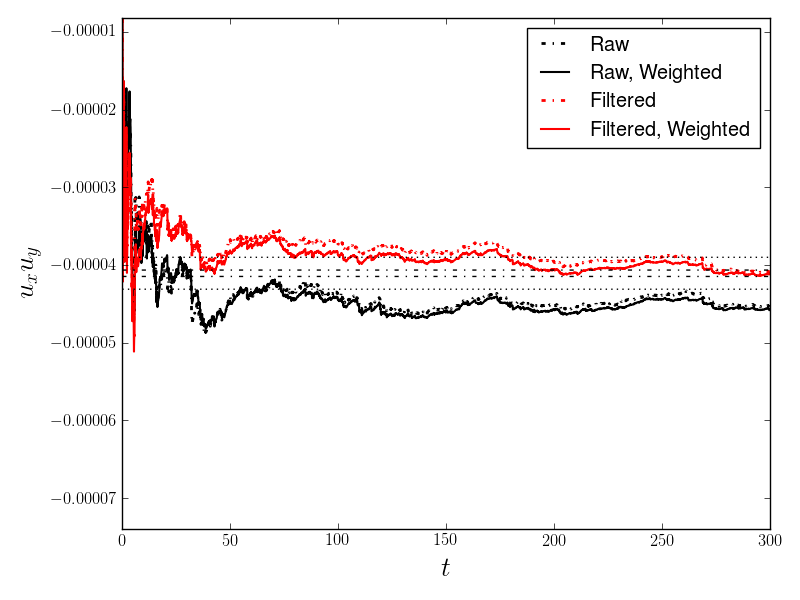 −0.00001
−0.00002
−0.00003
−0.00004
−0.00005
−0.00006
−0.00007
u_x u_y
Raw
Raw, Weighted
Filtered
Filtered, Weighted
0 50 100 150 200 250 300
t